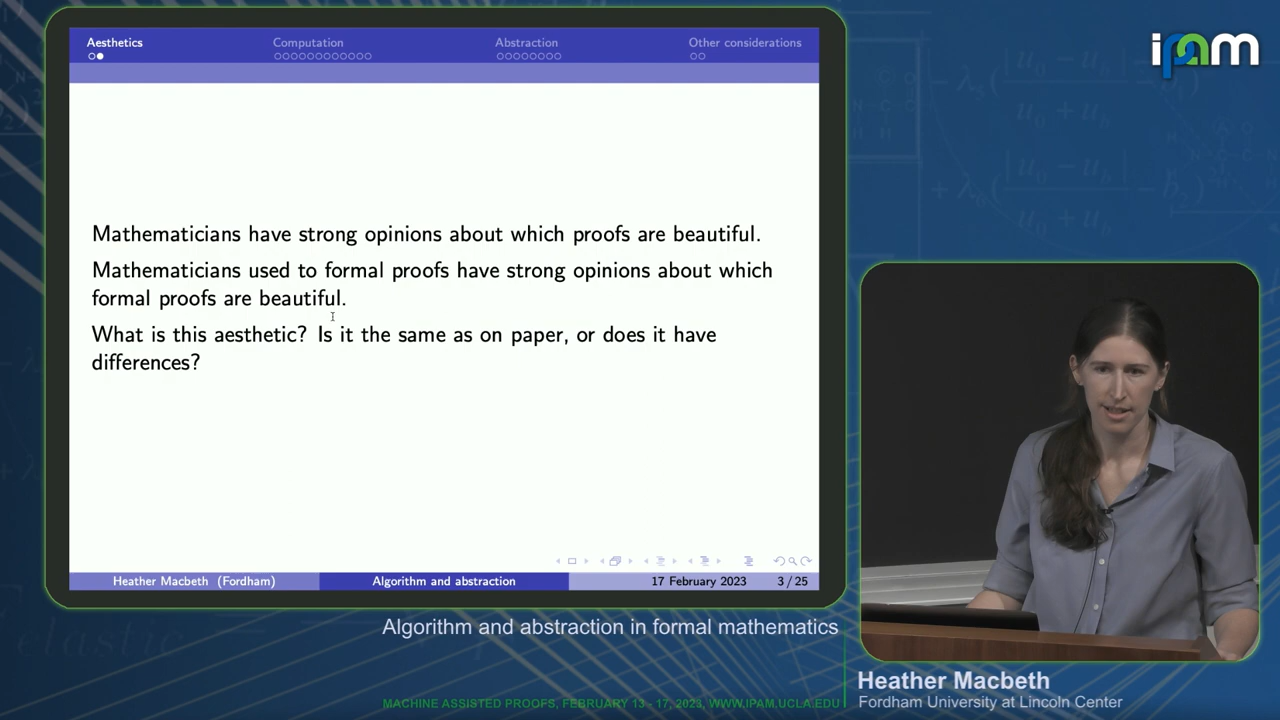 Aesthetics
Computation
Abstraction
Other considerations
ipam
Mathematicians have strong opinions about which proofs are beautiful.
Mathematicians used to formal proofs have strong opinions about which
formal proofs are beautiful.
What is this aesthetic? Is it the same as on paper, or does it have
differences?
Heather Macbeth (Fordham)
Algorithm and abstraction
17 February 2023
3 / 25
Algorithm and abstraction in formal mathematics
Heather Macbeth
Fordham University at Lincoln Center
MACHINE ASSISTED PROOFS, FEBRUARY 13 - 17, 2023, WWW.IPAM.UCLA.EDU